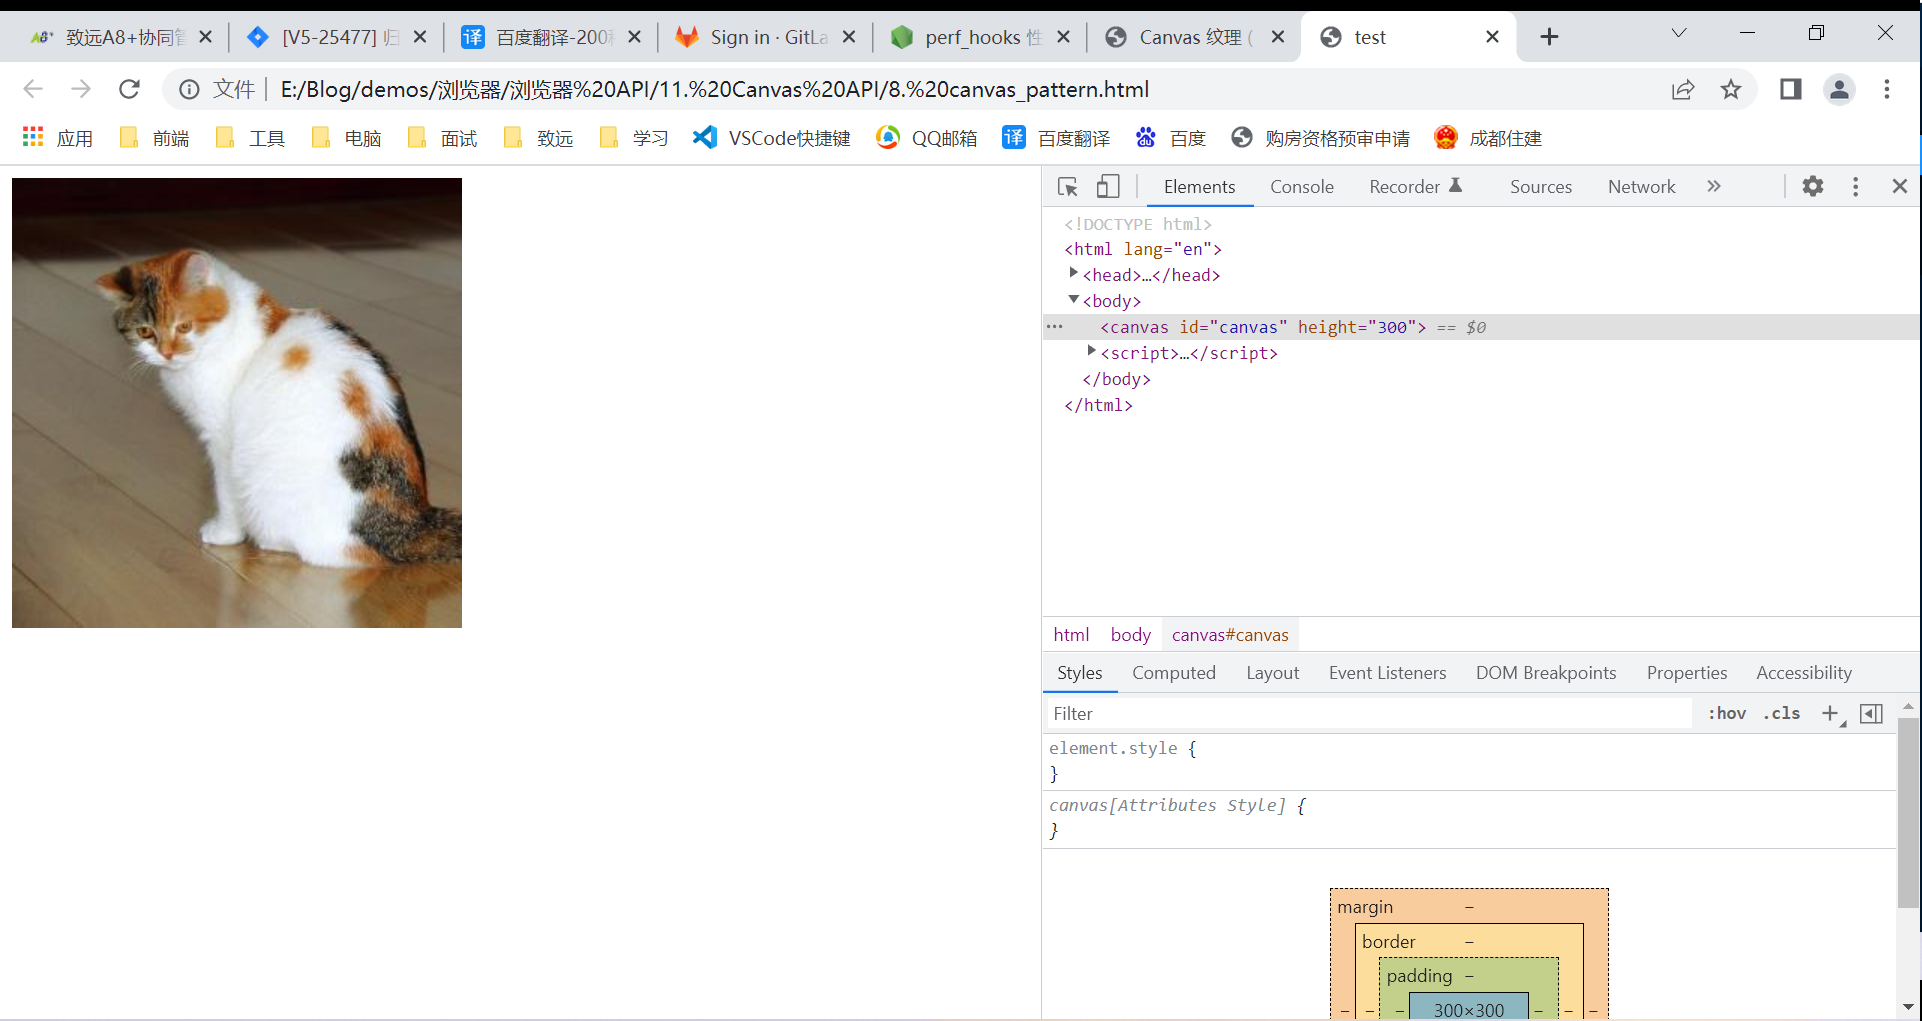 致远A8+协同管
[V5-25477] 归
百度翻译-200种
Sign in · GitLa
perf_hooks 性
Canvas 纹理 (
test
文件 E:/Blog/demos/浏览器/浏览器%20API/11.%20Canvas%20API/8.%20canvas_pattern.html
应用 前端 工具 电脑 面试 致远 学习 VSCode快捷键 QQ邮箱 译 百度翻译 百度 购房资格预审申请 成都住建
Elements Console Recorder Sources Network
<!DOCTYPE html>
<html lang="en">
<head>…</head>
<body>
<canvas id="canvas" height="300"> == $0
<script>…</script>
</body>
</html>
html body canvas#canvas
Styles Computed Layout Event Listeners DOM Breakpoints Properties Accessibility
Filter :hov .cls
element.style {
}
canvas[Attributes Style] {
}
margin –
border –
padding –
– – – 300×300 – – –